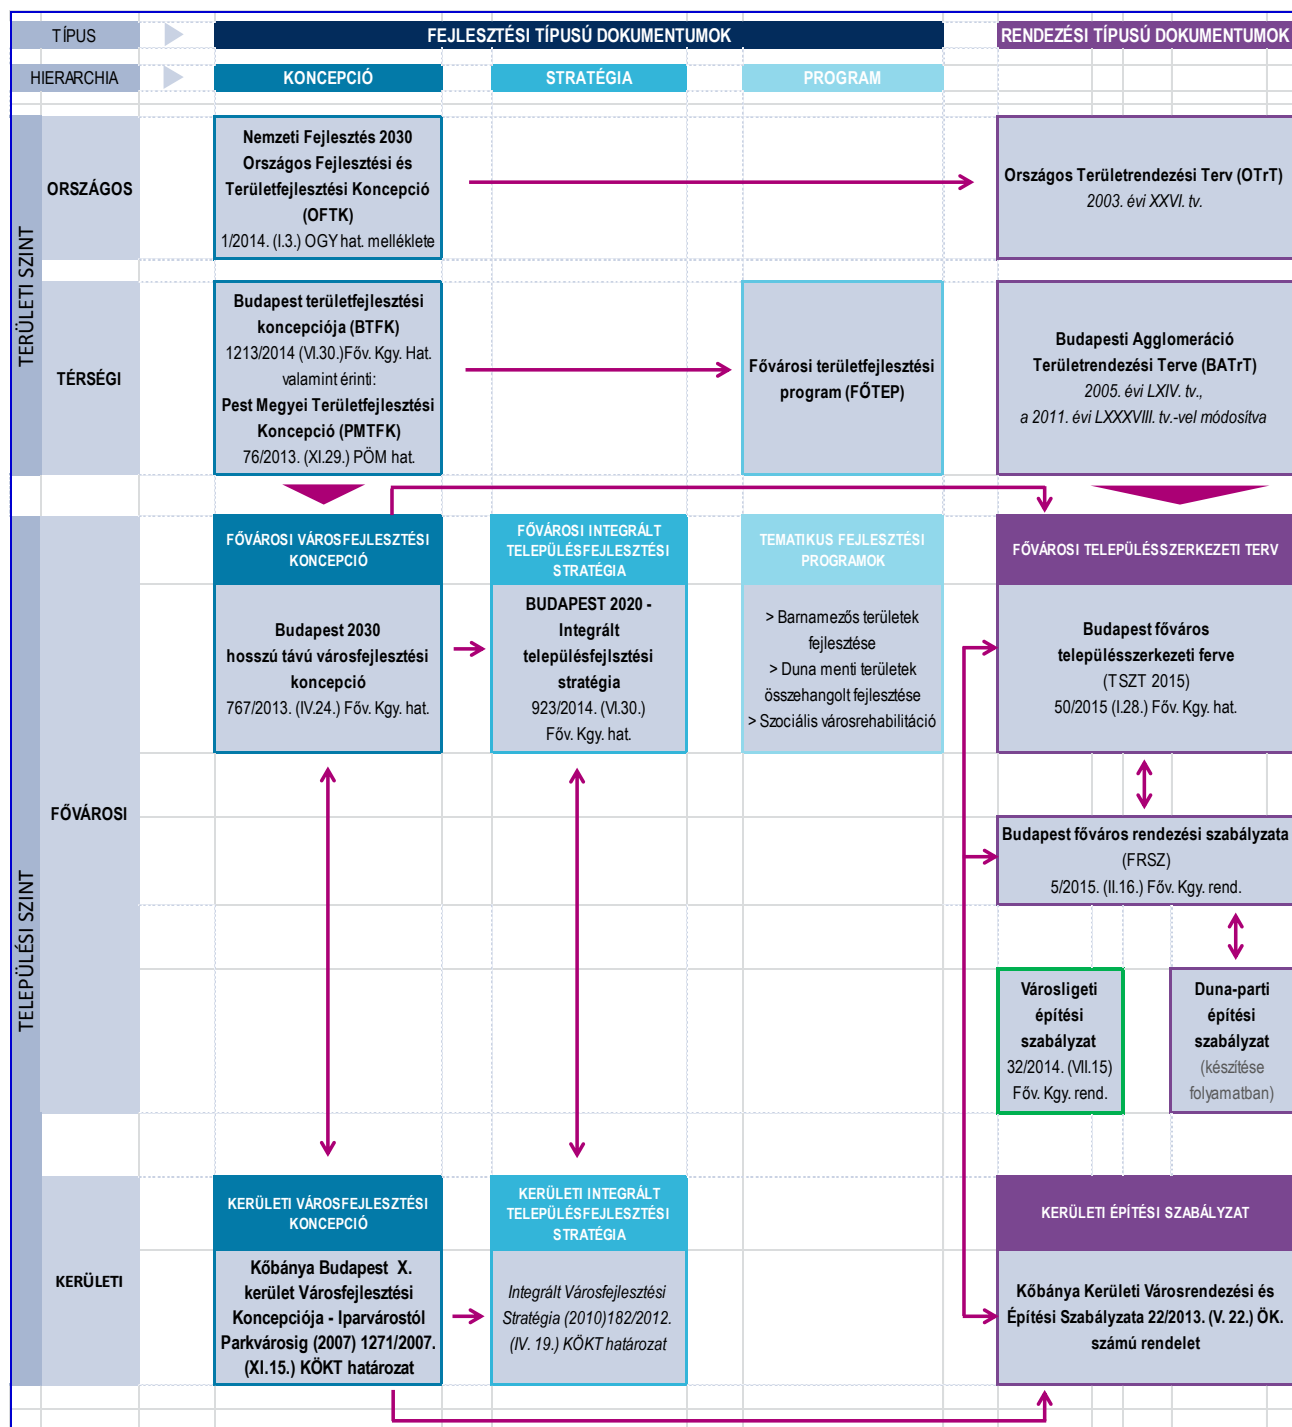 TÍPUS
FEJLESZTÉSI TÍPUSÚ DOKUMENTUMOK
RENDEZÉSI TÍPUSÚ DOKUMENTUMOK
HIERARCHIA
KONCEPCIÓ
STRATÉGIA
PROGRAM
TERÜLETI SZINT
ORSZÁGOS
Nemzeti Fejlesztés 2030
Országos Fejlesztési és
Területfejlesztési Koncepció
(OFTK)
1/2014. (I.3.) OGY hat. melléklete
Országos Területrendezési Terv (OTrT)
2003. évi XXVI. tv.
TÉRSÉGI
Budapest területfejlesztési
koncepciója (BTFK)
1213/2014 (VI.30.)Föv. Kgy. Hat.
valamint érinti:
Pest Megyei Területfejlesztési
Koncepció (PMTFK)
76/2013. (XI.29.) PÖM hat.
Fővárosi területfejlesztési
program (FŐTEP)
Budapesti Agglomeráció
Területrendezési Terve (BATrT)
2005. évi LXIV. tv.,
a 2011. évi LXXXVIII. tv.-vel módosítva
TELEPÜLÉSI SZINT
FŐVÁROSI
FŐVÁROSI VÁROSFEJLESZTÉSI
KONCEPCIÓ
Budapest 2030
hosszú távú városfejlesztési
koncepció
767/2013. (IV.24.) Föv. Kgy. hat.
FŐVÁROSI INTEGRÁLT
TELEPÜLÉSFEJLESZTÉSI
STRATÉGIA
BUDAPEST 2020 -
Integrált
településfejlsztési
stratégia
923/2014. (VI.30.)
Föv. Kgy. hat.
TEMATIKUS FEJLESZTÉSI
PROGRAMOK
> Barnamezős területek
fejlesztése
> Duna menti területek
összehangolt fejlesztése
> Szociális városrehabilitáció
FŐVÁROSI TELEPÜLÉSSZERKEZETI TERV
Budapest főváros
településszerkezeti ferve
(TSZT 2015)
50/2015 (I.28.) Föv. Kgy. hat.
Budapest főváros rendezési szabályzata
(FRSZ)
5/2015. (II.16.) Föv. Kgy. rend.
Városligeti
építési
szabályzat
32/2014. (VII.15)
Föv. Kgy. rend.
Duna-parti
építési
szabályzat
(készítése
folyamatban)
KERÜLETI
KERÜLETI VÁROSFEJLESZTÉSI
KONCEPCIÓ
Kőbánya Budapest X.
kerület Városfejlesztési
Koncepciója - Iparvárostól
Parkvárosig (2007) 1271/2007.
(XI.15.) KÖKT határozat
KERÜLETI INTEGRÁLT
TELEPÜLÉSFEJLESZTÉSI
STRATÉGIA
Integrált Városfejlesztési
Stratégia (2010)182/2012.
(IV. 19.) KÖKT határozat
KERÜLETI ÉPÍTÉSI SZABÁLYZAT
Kőbánya Kerületi Városrendezési és
Építési Szabályzata 22/2013. (V. 22.) ÖK.
számú rendelet